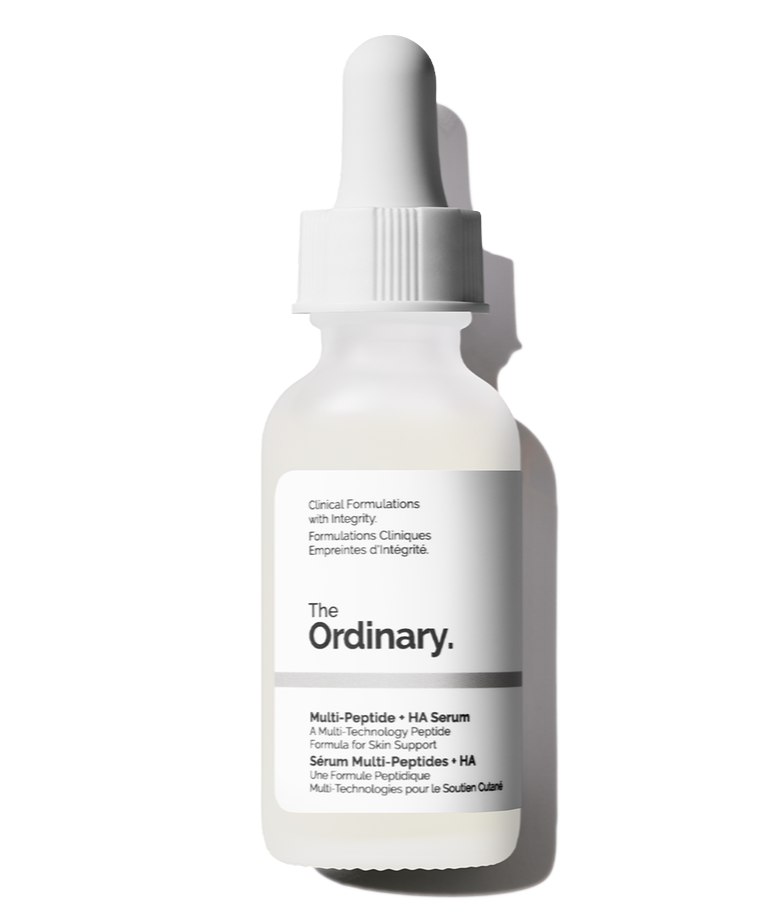 Clinical Formulations
with Integrity.
Formulations Cliniques
Empreintes d'Intégrité.
The
Ordinary.
Multi-Peptide + HA Serum
A Multi-Technology Peptide
Formula for Skin Support
Sérum Multi-Peptides + HA
Une Formule Peptidique
Multi-Technologies pour le Soutien Cutané